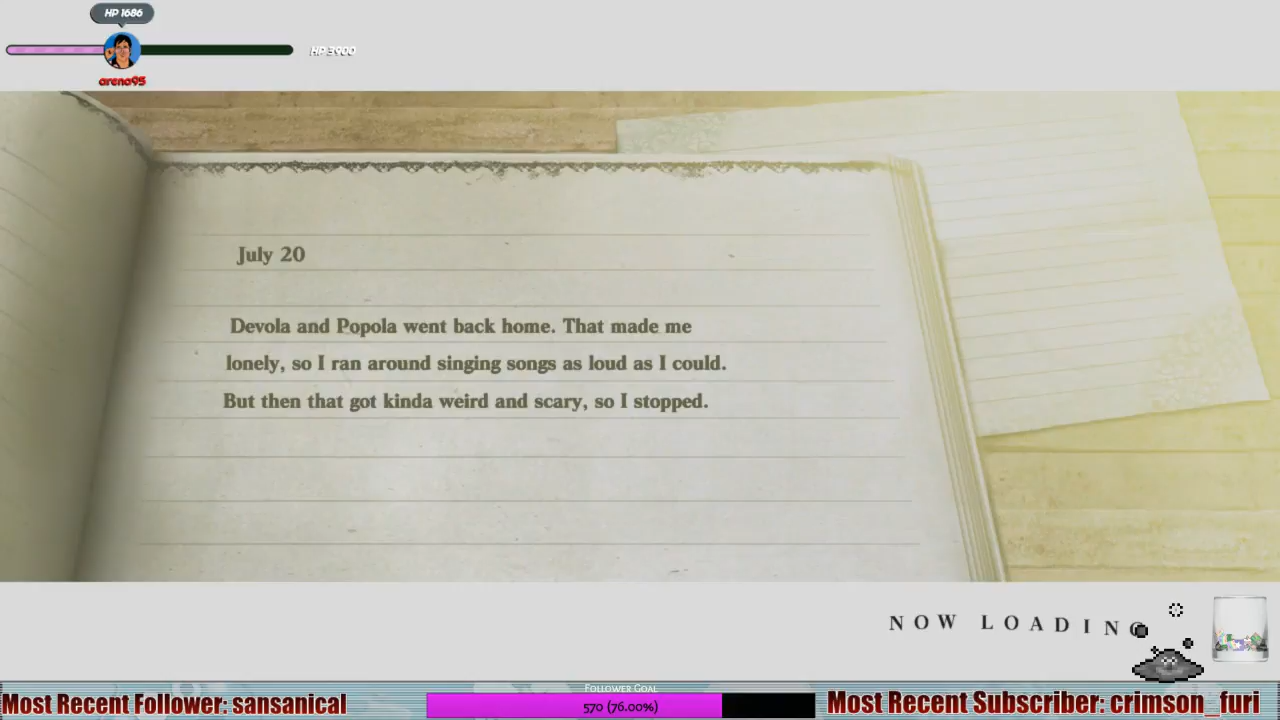 HP 1686
HP 3900
areno95
July 20
Devola and Popola went back home. That made me
lonely, so I ran around singing songs as loud as I could.
But then that got kinda weird and scary, so I stopped.
NOW LOADING
Most Recent Follower: sansanical
Follower Goal
570 (76.00%)
Most Recent Subscriber: crimson_furi